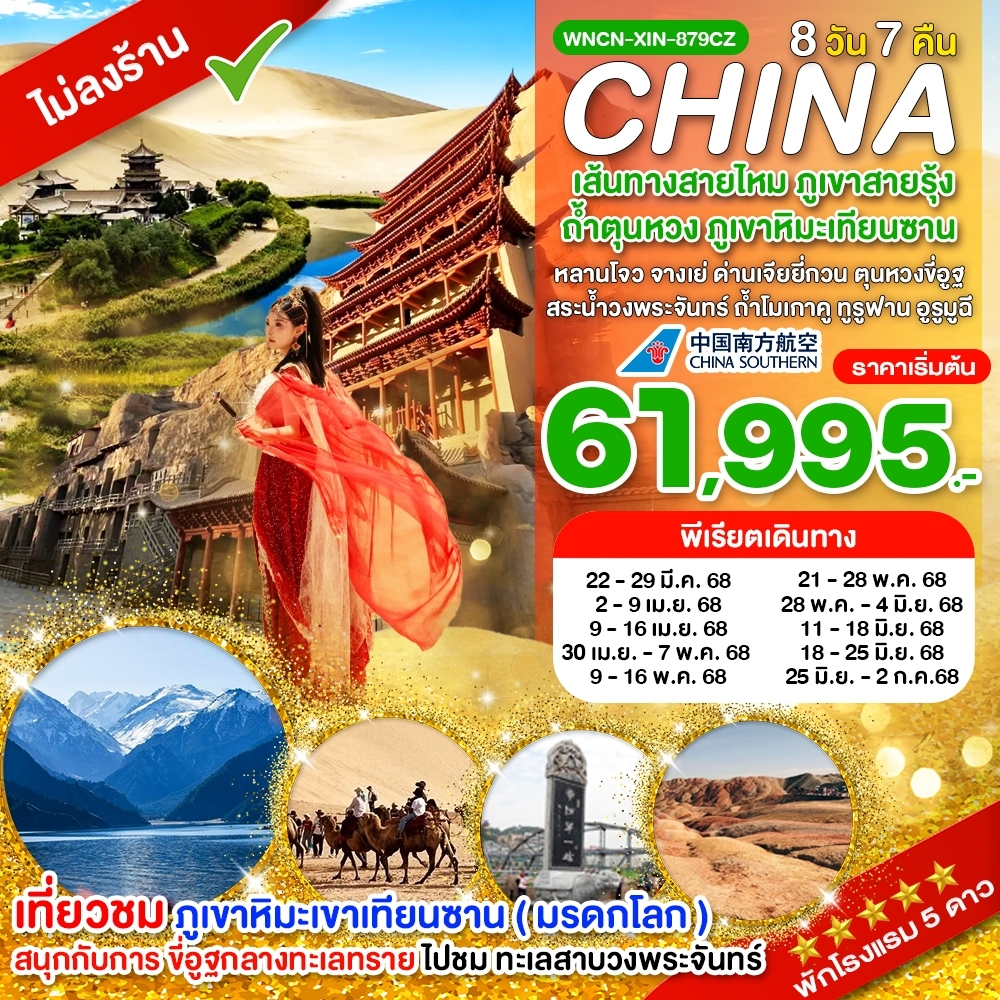 ไม่ลงร้าน
WNCN-XIN-879CZ
8 วัน 7 คืน
CHINA
เส้นทางสายไหม ภูเขาสายรุ้ง
ถ้ำตุนหวง ภูเขาหิมะเทียนซาน
หลานโจว จางเย่ ด่านเจียยี่กวน ตุนหวงขี่อูฐ
สระน้ำวงพระจันทร์ ถ้ำโมเกาคู ทูรูฟาน อูรูมูฉี
中国南方航空
CHINA SOUTHERN
ราคาเริ่มต้น
61,995.-
พีเรียตเดินทาง
22 - 29 มี.ค. 68
2 - 9 เม.ย. 68
9 - 16 เม.ย. 68
30 เม.ย. - 7 พ.ค. 68
9 - 16 พ.ค. 68
21 - 28 พ.ค. 68
28 พ.ค. - 4 มิ.ย. 68
11 - 18 มิ.ย. 68
18 - 25 มิ.ย. 68
25 มิ.ย. - 2 ก.ค.68
เที่ยวชม ภูเขาหิมะเขาเทียนซาน ( มรดกโลก )
สนุกกับการ ขี่อูฐกลางทะเลทราย ไปชม ทะเลสาบวงพระจันทร์
พักโรงแรม 5 ดาว